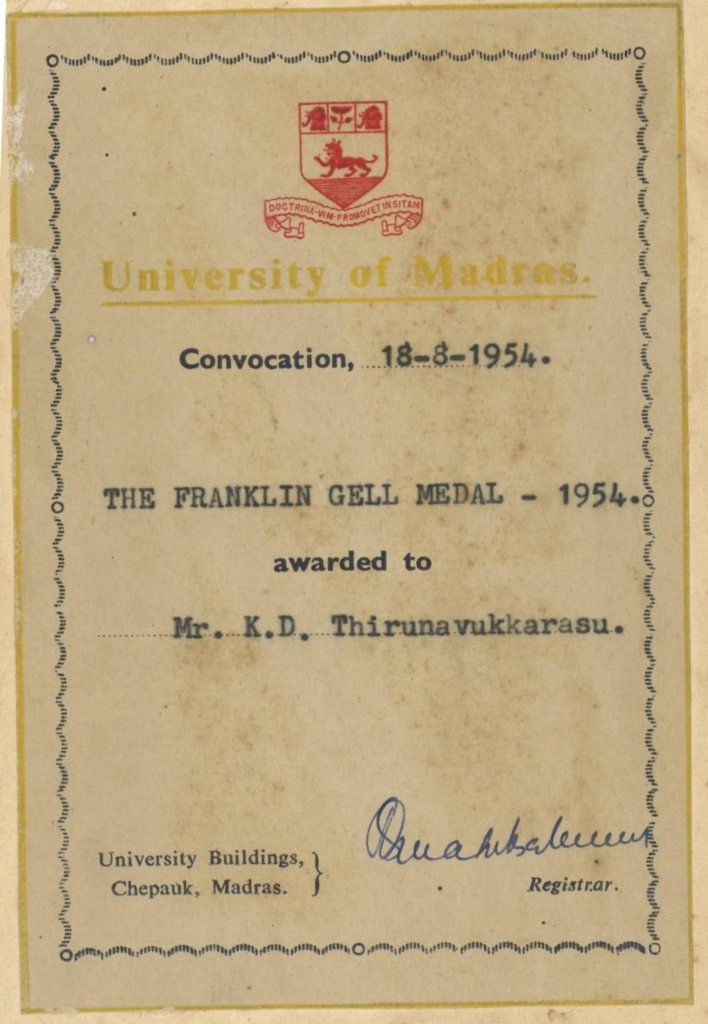 DOCTRINA-VIM-PROMOVET INSITAM
University of Madras.
Convocation, 18-8-1954.
THE FRANKLIN GELL MEDAL - 1954.
awarded to
Mr. K.D. Thirunavukkarasu.
University Buildings,
Chepauk, Madras.
Registrar.